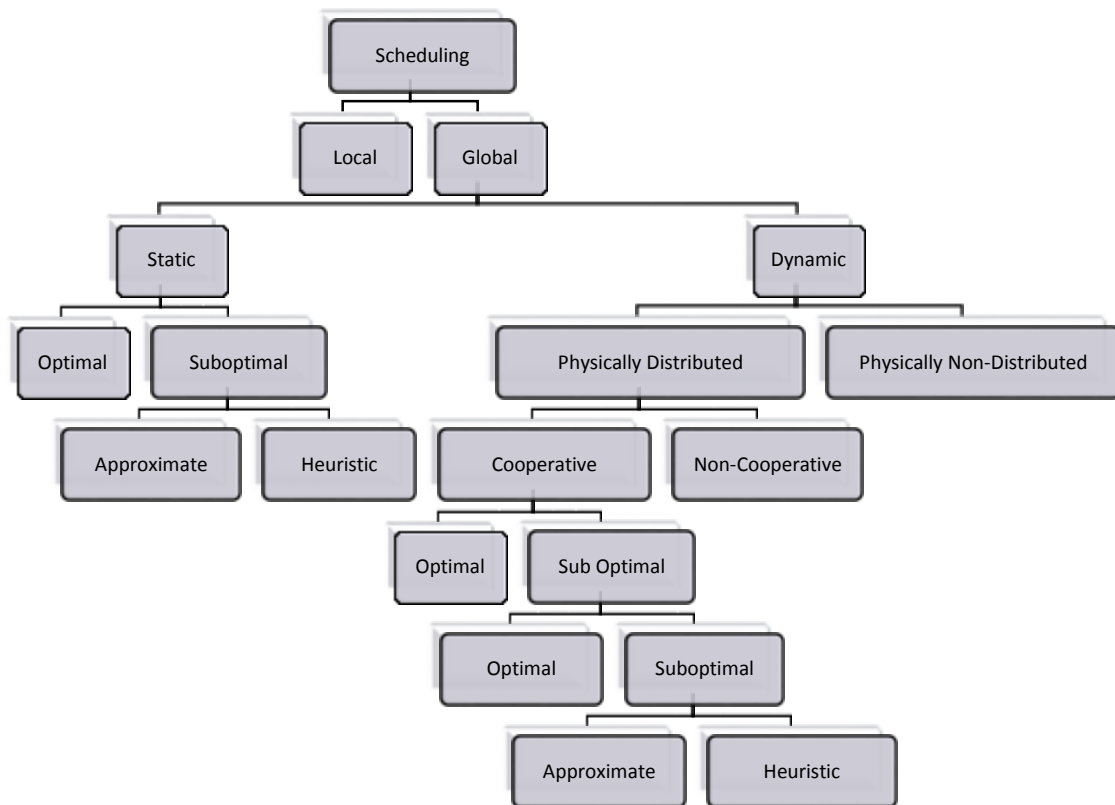 Scheduling
Local
Global
Static
Dynamic
Optimal
Suboptimal
Physically Distributed
Physically Non-Distributed
Approximate
Heuristic
Cooperative
Non-Cooperative
Optimal
Sub Optimal
Optimal
Suboptimal
Approximate
Heuristic